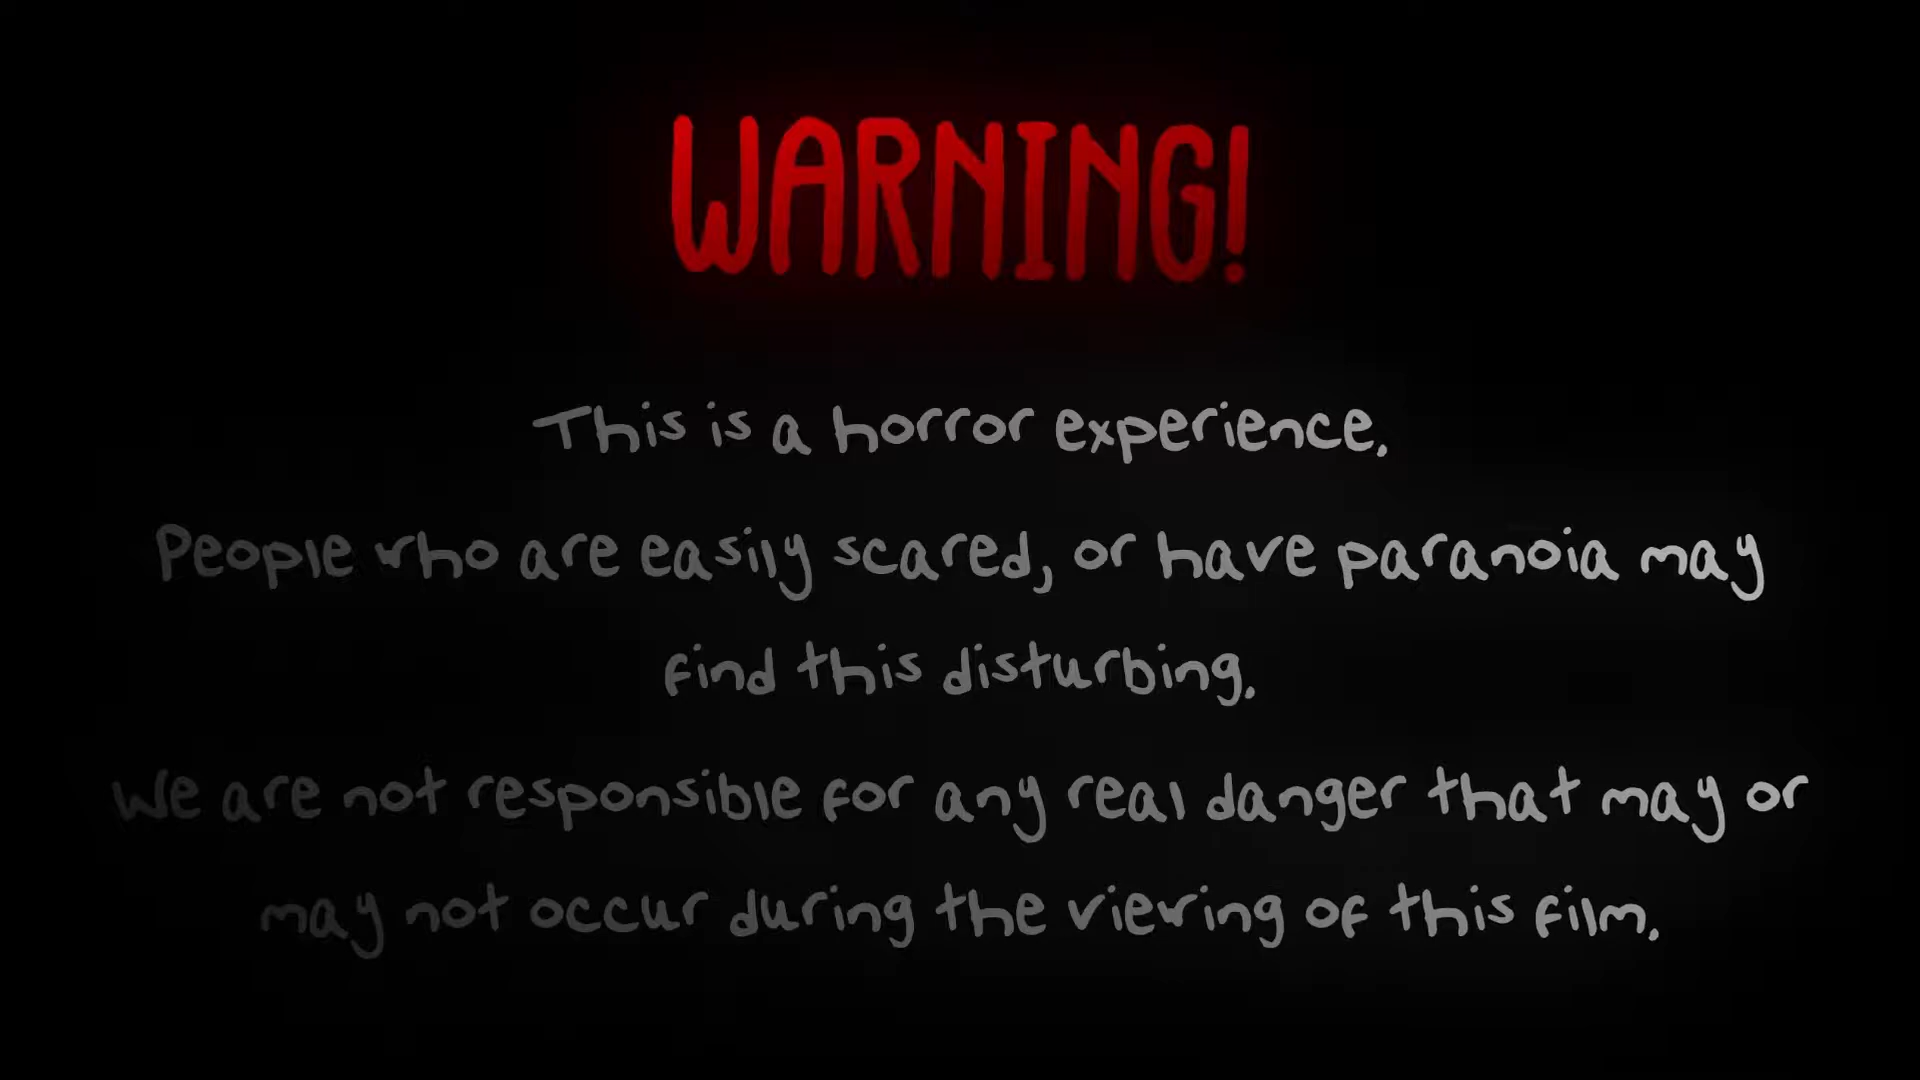 WARNING!
This is a horror experience.
People who are easily scared, or have paranoia may
find this disturbing.
We are not responsible for any real danger that may or
may not occur during the viewing of this film.